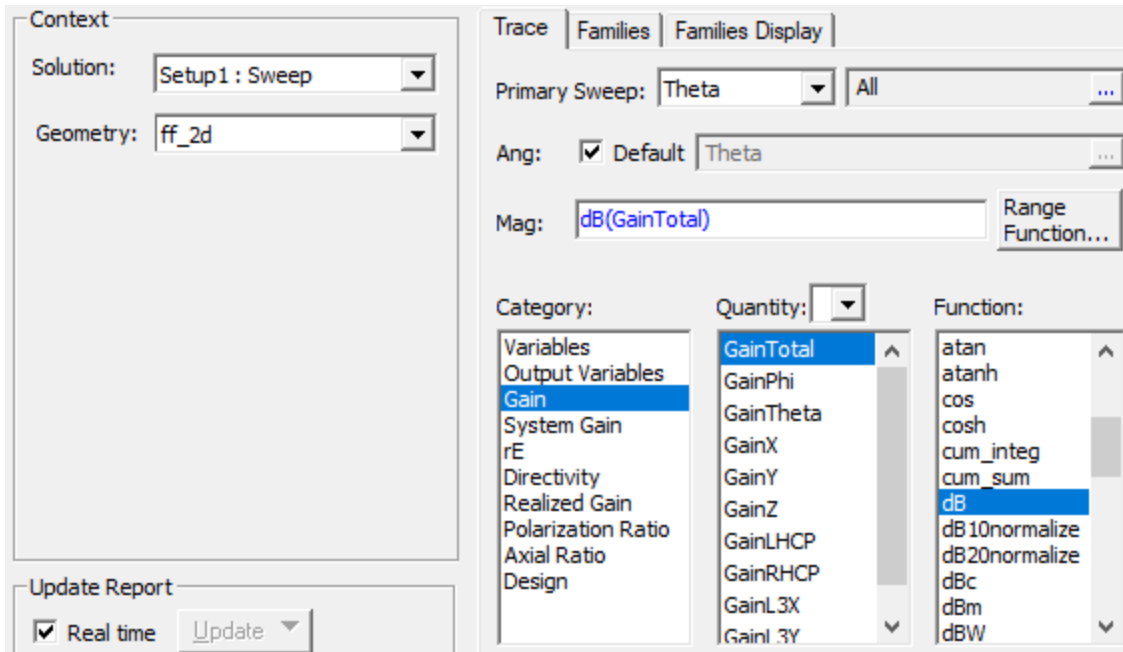 Context
Solution:
Setup1 : Sweep
Geometry:
ff_2d
Update Report
Real time
Update
Trace
Families
Families Display
Primary Sweep:
Theta
All
...
Ang:
Default
Theta
...
Mag:
dB(GainTotal)
Range
Function...
Category:
Variables
Output Variables
Gain
System Gain
rE
Directivity
Realized Gain
Polarization Ratio
Axial Ratio
Design
Quantity:
GainTotal
GainPhi
GainTheta
GainX
GainY
GainZ
GainLHCP
GainRHCP
GainL3X
GainL3Y
Function:
atan
atanh
cos
cosh
cum_integ
cum_sum
dB
dB10normalize
dB20normalize
dBc
dBm
dBW